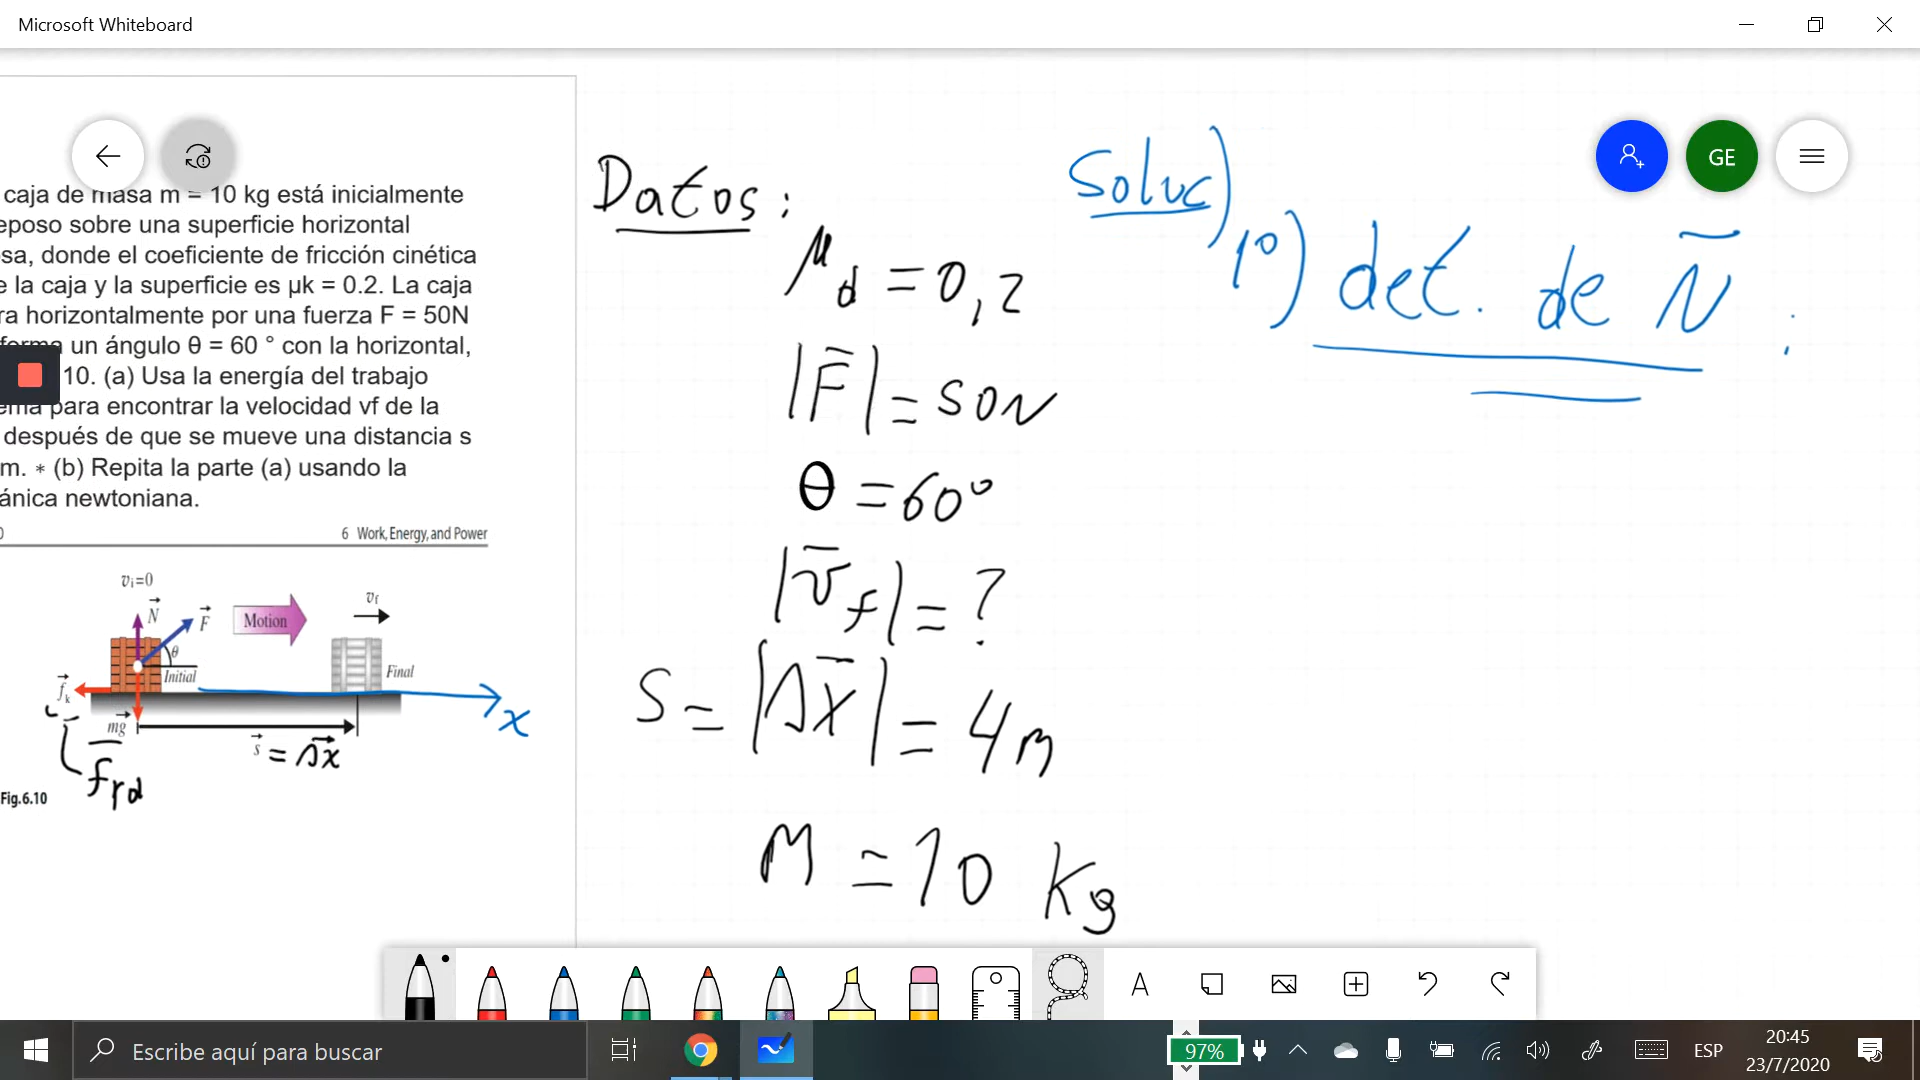 Microsoft Whiteboard
caja de masa m = 10 kg está inicialmente
eposo sobre una superficie horizontal
sa, donde el coeficiente de fricción cinética
e la caja y la superficie es μk = 0.2. La caja
ra horizontalmente por una fuerza F = 50N
forma un ángulo θ = 60 ° con la horizontal,
10. (a) Usa la energía del trabajo
ema para encontrar la velocidad vf de la
después de que se mueve una distancia s
m. * (b) Repita la parte (a) usando la
ánica newtoniana.
0
6 Work, Energy, and Power
vi=0
N
F
θ
Motion
vf
Initial
Final
fk
mg
s = Δx
x
frd
Fig.6.10
Datos:
μd = 0,2
|F| = 50N
θ = 60°
|vf| = ?
S = |Δx| = 4m
M = 10 Kg
Soluc)
1º) det. de N :
GE
A
Escribe aquí para buscar
97%
ESP
20:45
23/7/2020